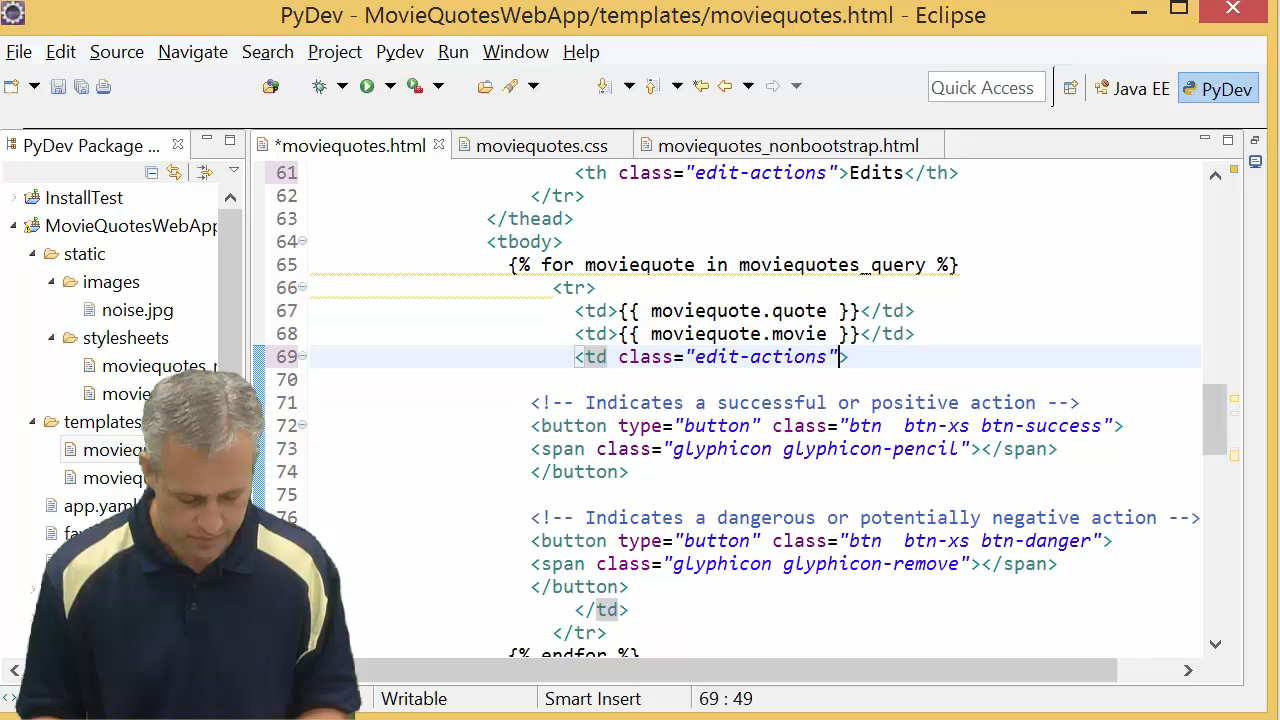 PyDev - MovieQuotesWebApp/templates/moviequotes.html - Eclipse
File Edit Source Navigate Search Project Pydev Run Window Help
Quick Access
Java EE
PyDev
PyDev Package ...
*moviequotes.html
moviequotes.css
moviequotes_nonbootstrap.html
InstallTest
MovieQuotesWebApp
static
images
noise.jpg
stylesheets
moviequotes_
templates
app.yaml
61 <th class="edit-actions">Edits</th>
62 </tr>
63 </thead>
64 <tbody>
65 {% for moviequote in moviequotes_query %}
66 <tr>
67 <td>{{ moviequote.quote }}</td>
68 <td>{{ moviequote.movie }}</td>
69 <td class="edit-actions">
70
71 <!-- Indicates a successful or positive action -->
72 <button type="button" class="btn  btn-xs btn-success">
73 <span class="glyphicon glyphicon-pencil"></span>
74 </button>
75
76 <!-- Indicates a dangerous or potentially negative action -->
<button type="button" class="btn  btn-xs btn-danger">
<span class="glyphicon glyphicon-remove"></span>
</button>
</td>
</tr>
{% endfor %}
Writable
Smart Insert
69 : 49